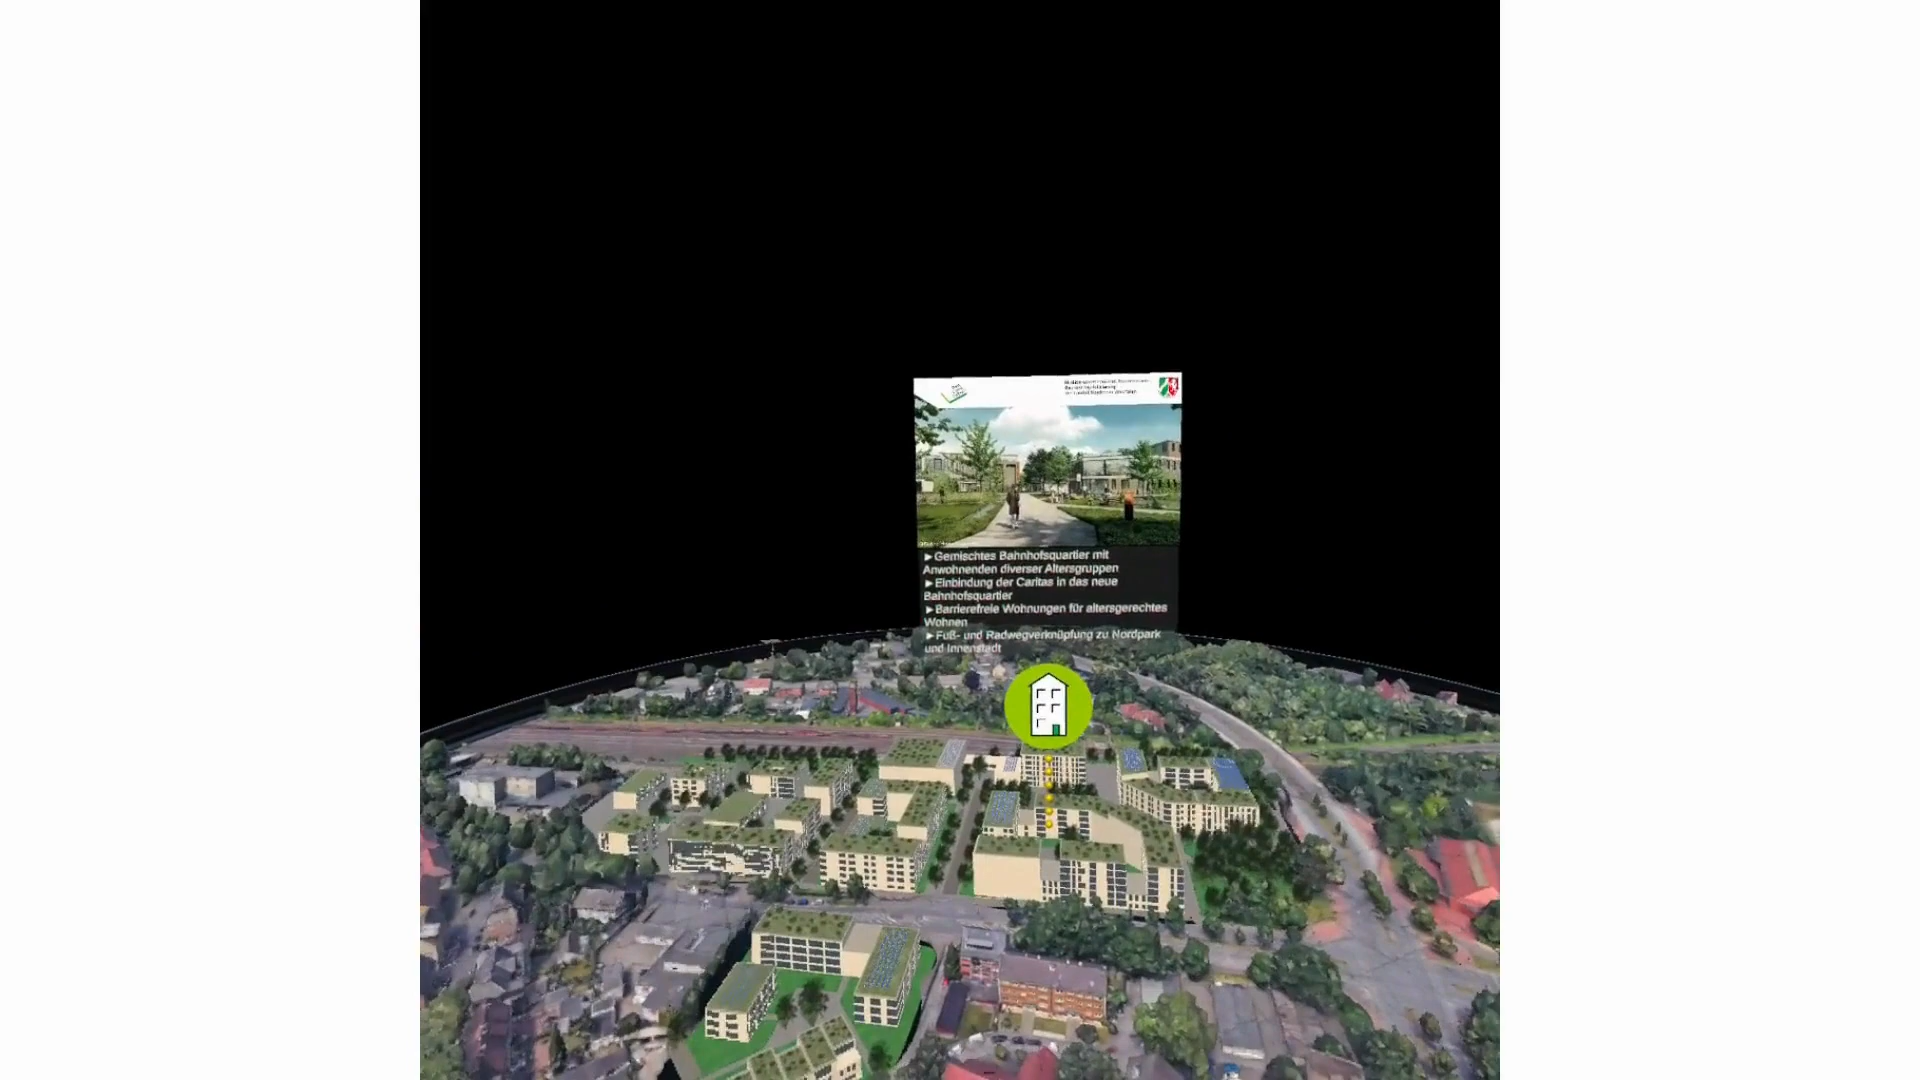 ►Gemischtes Bahnhofsquartier mit
Anwohnenden diverser Altersgruppen
►Einbindung der Caritas in das neue
Bahnhofsquartier
►Barrierefreie Wohnungen für altersgerechtes
Wohnen
►Fuß- und Radwegverknüpfung zu Nordpark
und Innenstadt